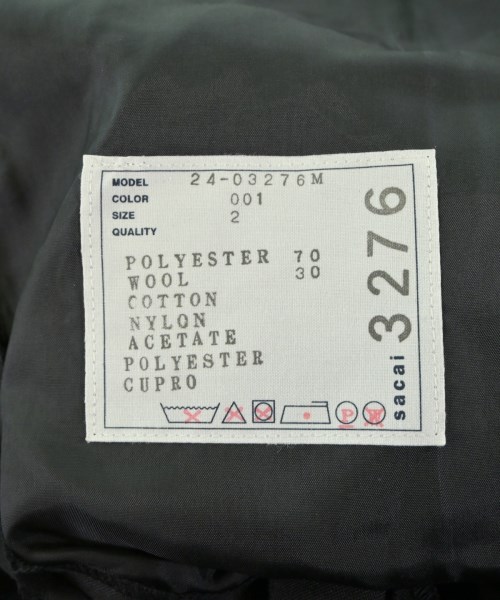 MODEL 24-03276M
COLOR 001
SIZE 2
QUALITY
POLYESTER 70
WOOL 30
COTTON
NYLON
ACETATE
POLYESTER
CUPRO
P W
sacai 3276